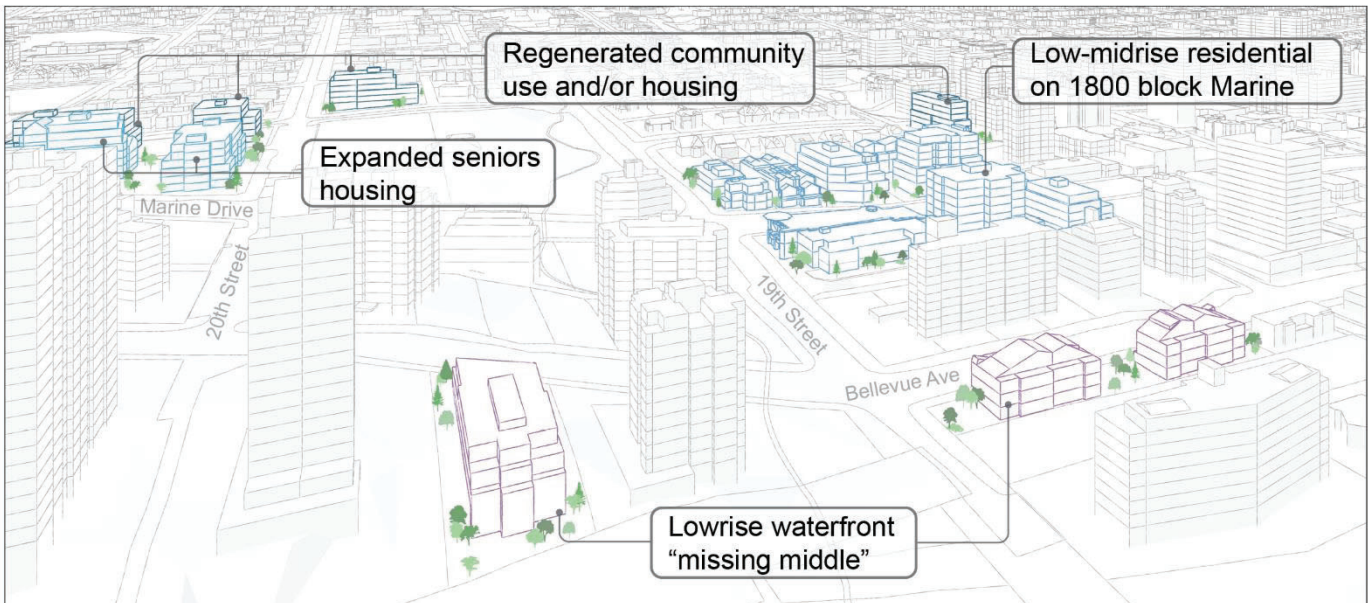 Regenerated community
use and/or housing
Low-midrise residential
on 1800 block Marine
Expanded seniors
housing
Marine Drive
20th Street
19th Street
Bellevue Ave
Lowrise waterfront
“missing middle”